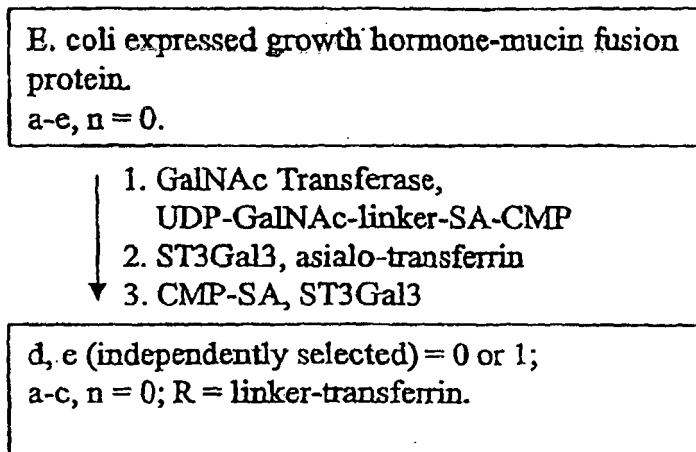 E. coli expressed growth hormone-mucin fusion
protein.
a-e, n = 0.
1. GalNAc Transferase,
UDP-GalNAc-linker-SA-CMP
2. ST3Gal3, asialo-transferrin
3. CMP-SA, ST3Gal3
d, e (independently selected) = 0 or 1;
a-c, n = 0; R = linker-transferrin.